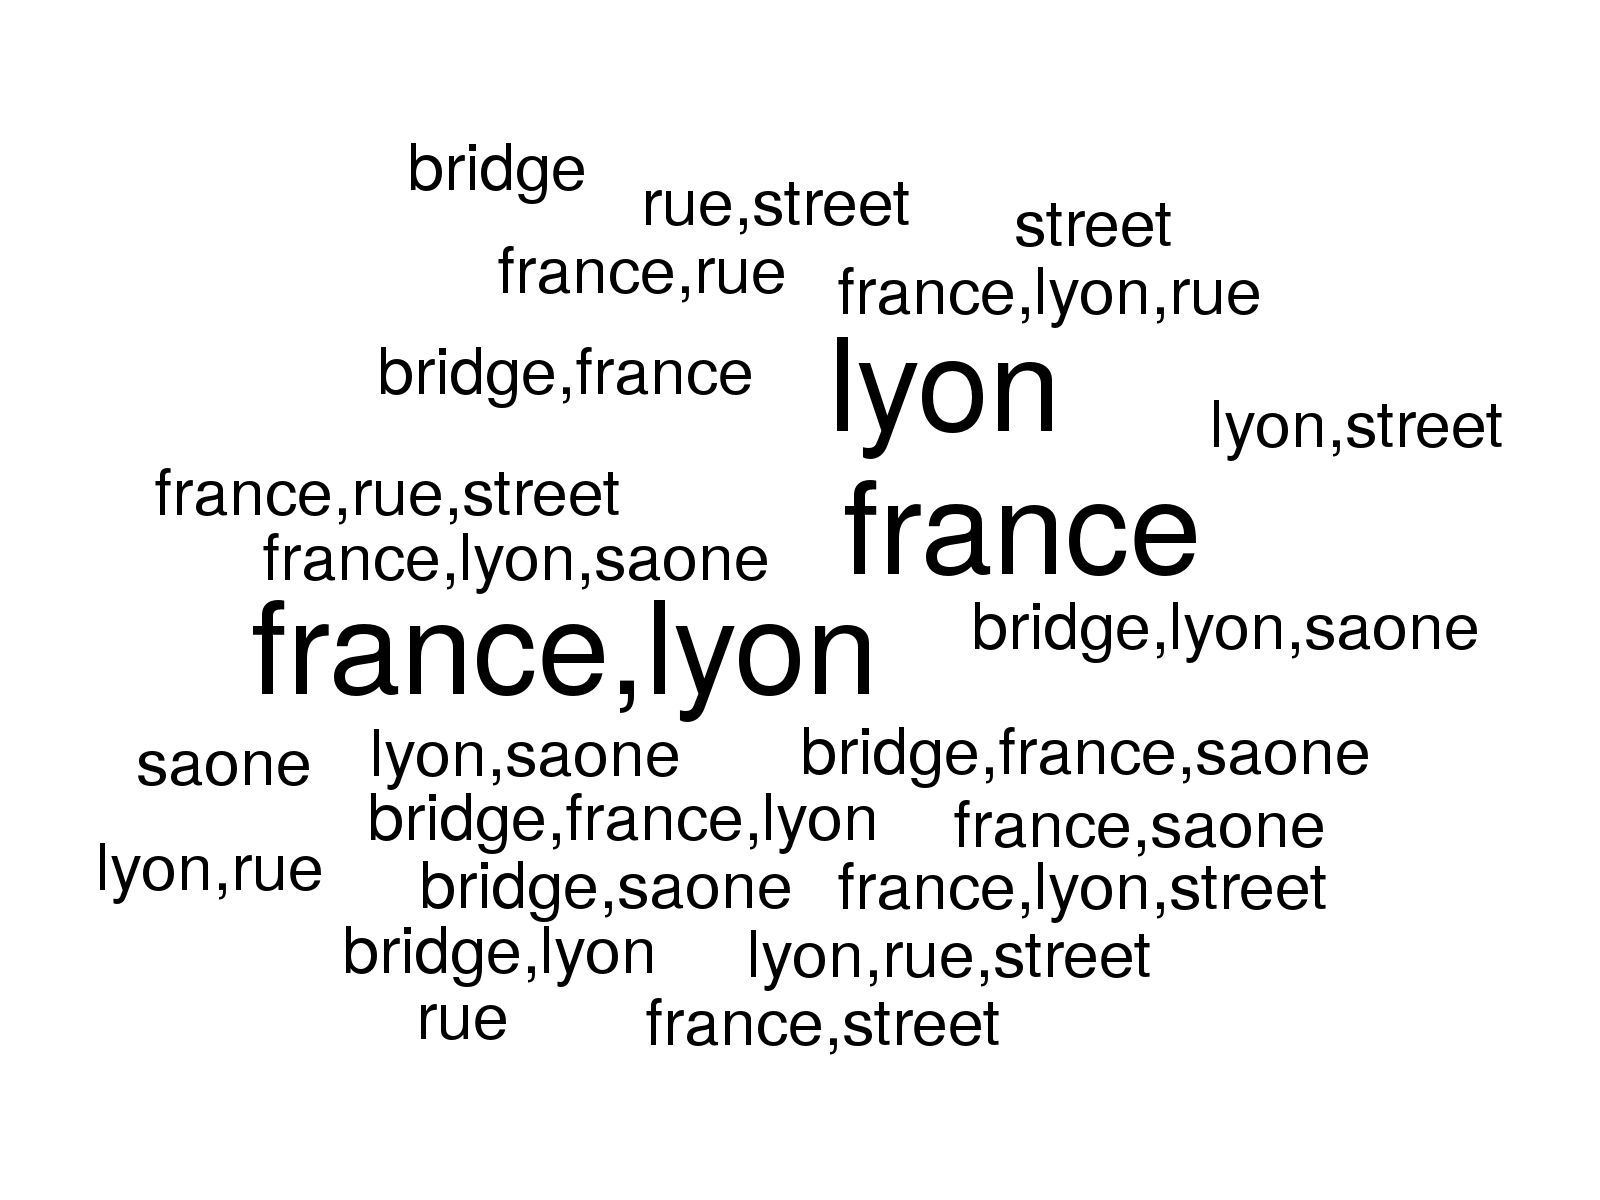 bridge
rue,street
street
france,rue
france,lyon,rue
bridge,france
lyon
lyon,street
france,rue,street
france
france,lyon,saone
france,lyon
bridge,lyon,saone
saone
lyon,saone
bridge,france,saone
bridge,france,lyon
france,saone
lyon,rue
bridge,saone
france,lyon,street
bridge,lyon
lyon,rue,street
rue
france,street